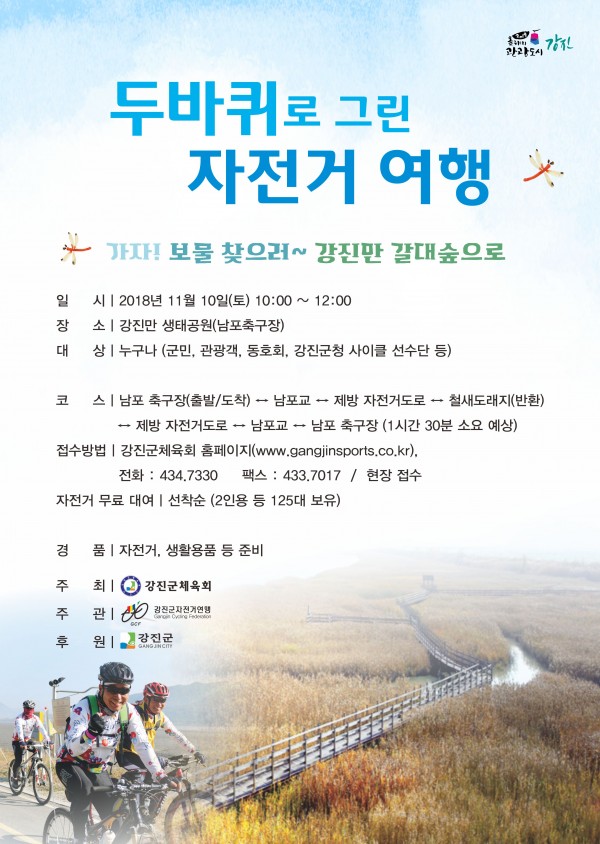 올해의
관광도시 강진
두바퀴로 그린
자전거 여행
가자! 보물 찾으러~ 강진만 갈대숲으로
일 시 | 2018년 11월 10일(토) 10:00 ~ 12:00
장 소 | 강진만 생태공원(남포축구장)
대 상 | 누구나 (군민, 관광객, 동호회, 강진군청 사이클 선수단 등)
코 스 | 남포 축구장(출발/도착) ↔ 남포교 ↔ 제방 자전거도로 ↔ 철새도래지(반환)
↔ 제방 자전거도로 ↔ 남포교 ↔ 남포 축구장 (1시간 30분 소요 예상)
접수방법 | 강진군체육회 홈페이지(www.gangjinsports.co.kr),
전화 : 434.7330 팩스 : 433.7017 / 현장 접수
자전거 무료 대여 | 선착순 (2인용 등 125대 보유)
경 품 | 자전거, 생활용품 등 준비
주 최 | 강진군체육회
주 관 | GCF 강진군자전거연맹
Gangjin Cycling Federation
후 원 | 강진군
GANGJIN CITY